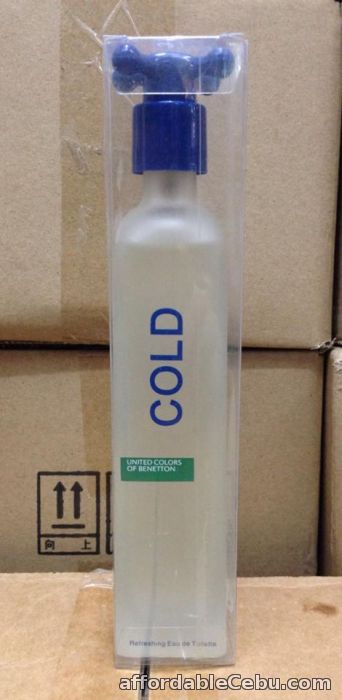 COLD
UNITED COLORS
OF BENETTON
向上
Refreshing Eau de Toilette
affordableCebu.com